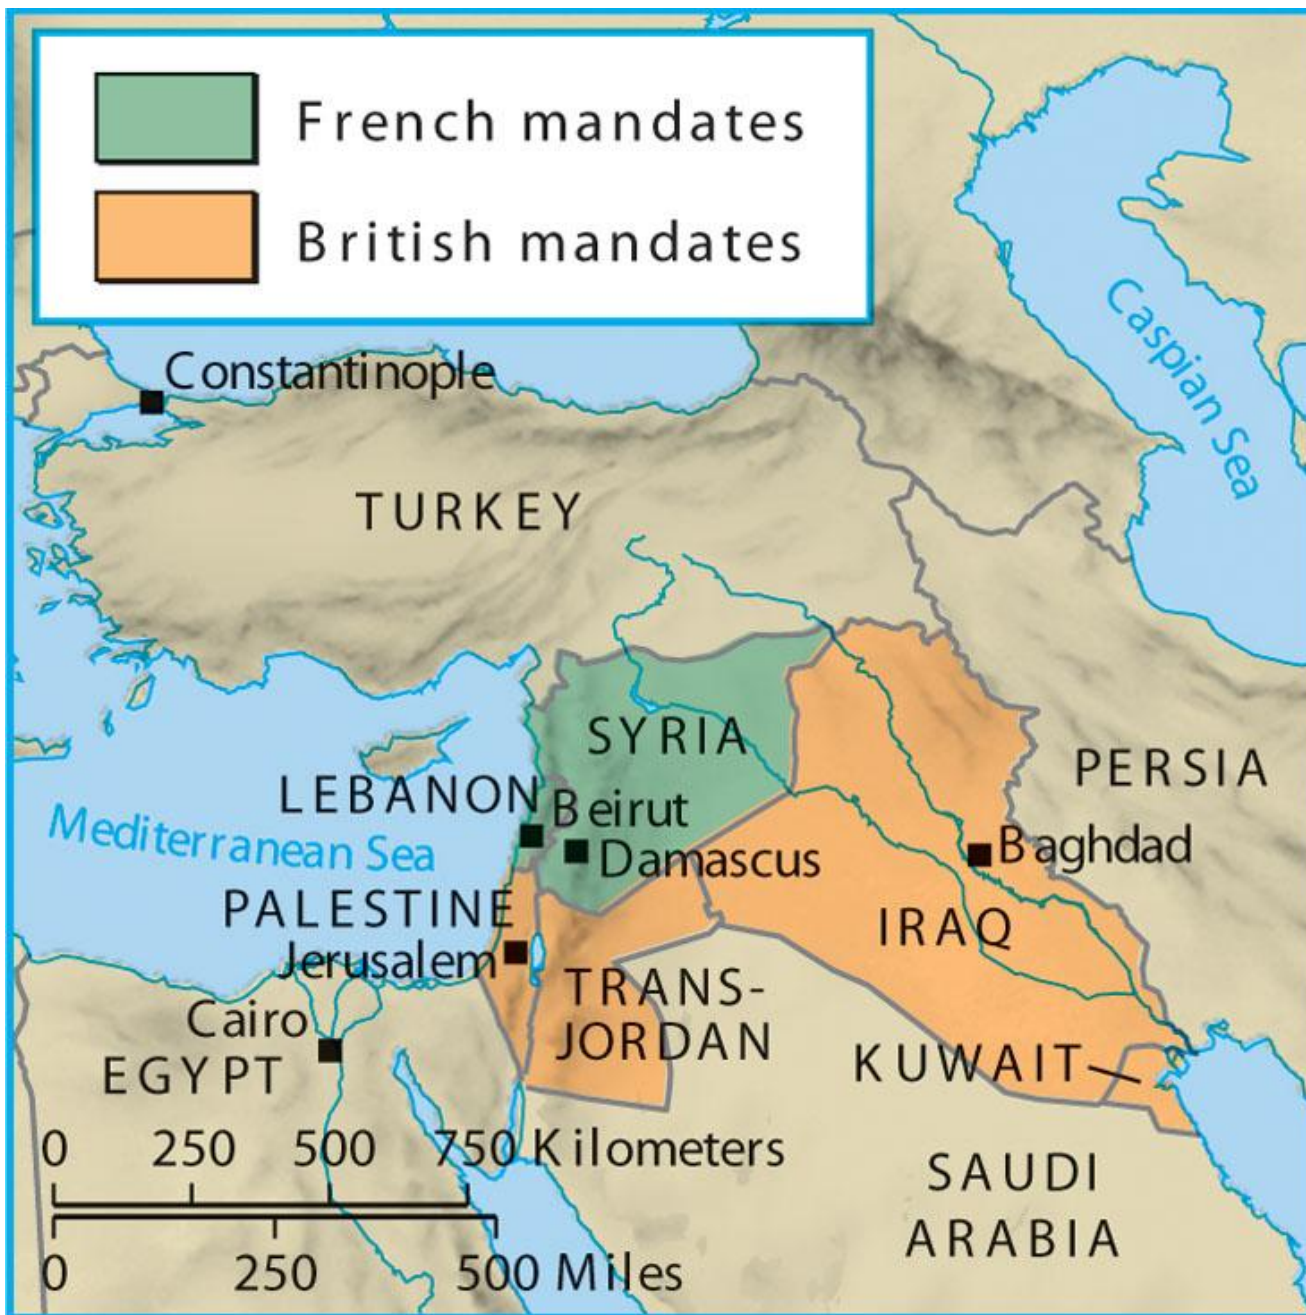 French mandates
British mandates
Caspian Sea
Constantinople
TURKEY
SYRIA
PERSIA
LEBANON
Beirut
Mediterranean Sea
Damascus
Baghdad
PALESTINE
IRAQ
Jerusalem
TRANS-
JORDAN
Cairo
EGYPT
KUWAIT
0 250 500 750 Kilometers
SAUDI
ARABIA
0 250 500 Miles